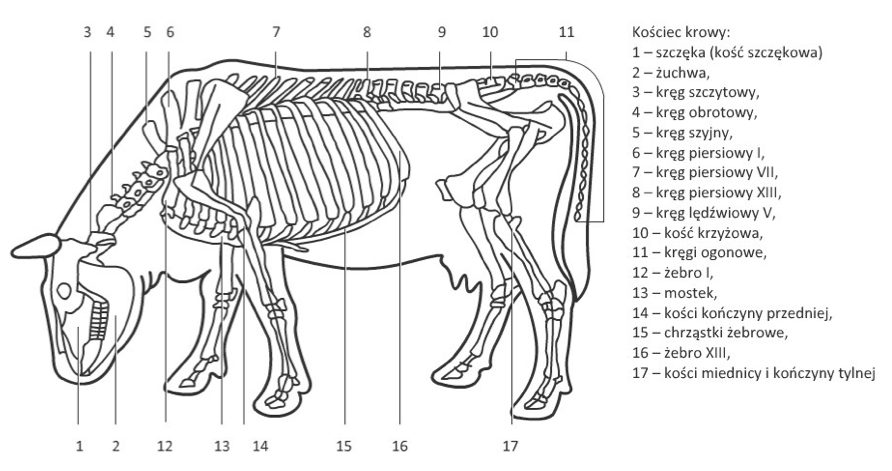 3 4 5 6 7 8 9 10 11
Kościec krowy:
1 – szczęka (kość szczękowa)
2 – żuchwa,
3 – kręg szczytowy,
4 – kręg obrotowy,
5 – kręg szyjny,
6 – kręg piersiowy I,
7 – kręg piersiowy VII,
8 – kręg piersiowy XIII,
9 – kręg lędźwiowy V,
10 – kość krzyżowa,
11 – kręgi ogonowe,
12 – żebro I,
13 – mostek,
14 – kości kończyny przedniej,
15 – chrząstki żebrowe,
16 – żebro XIII,
17 – kości miednicy i kończyny tylnej
1 2 12 13 14 15 16 17